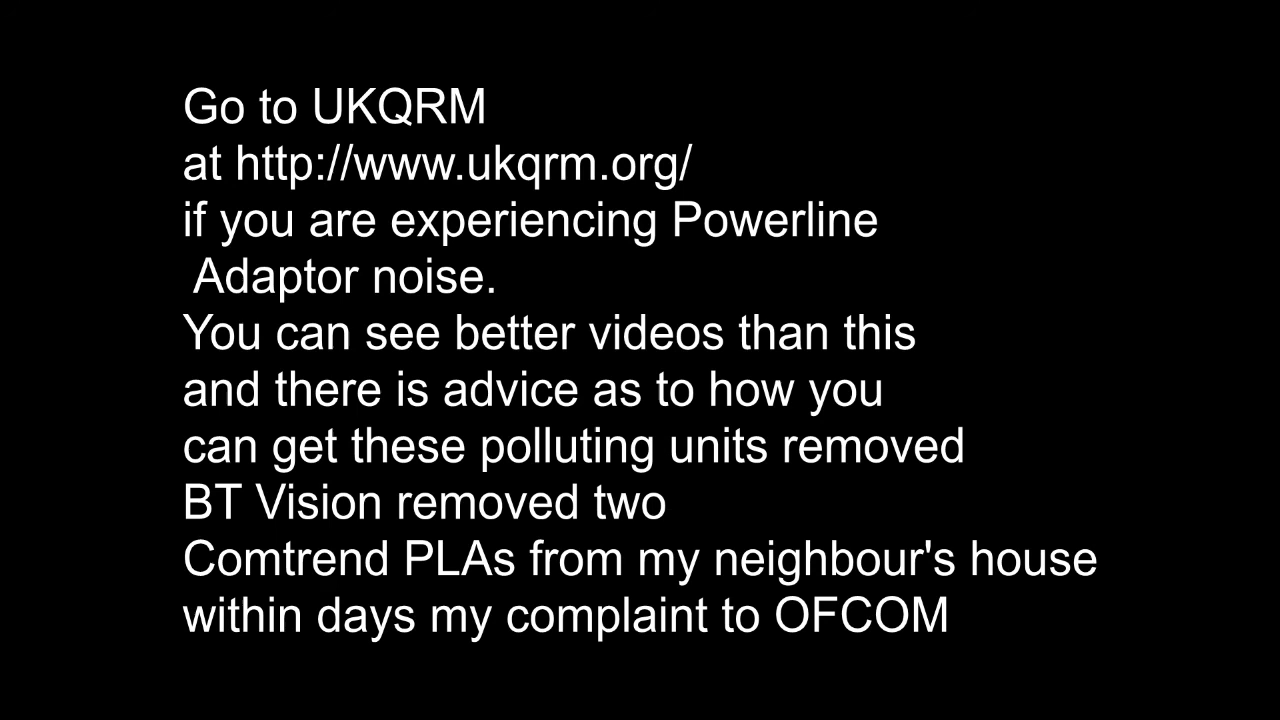 Go to UKQRM
at http://www.ukqrm.org/
if you are experiencing Powerline
Adaptor noise.
You can see better videos than this
and there is advice as to how you
can get these polluting units removed
BT Vision removed two
Comtrend PLAs from my neighbour's house
within days my complaint to OFCOM